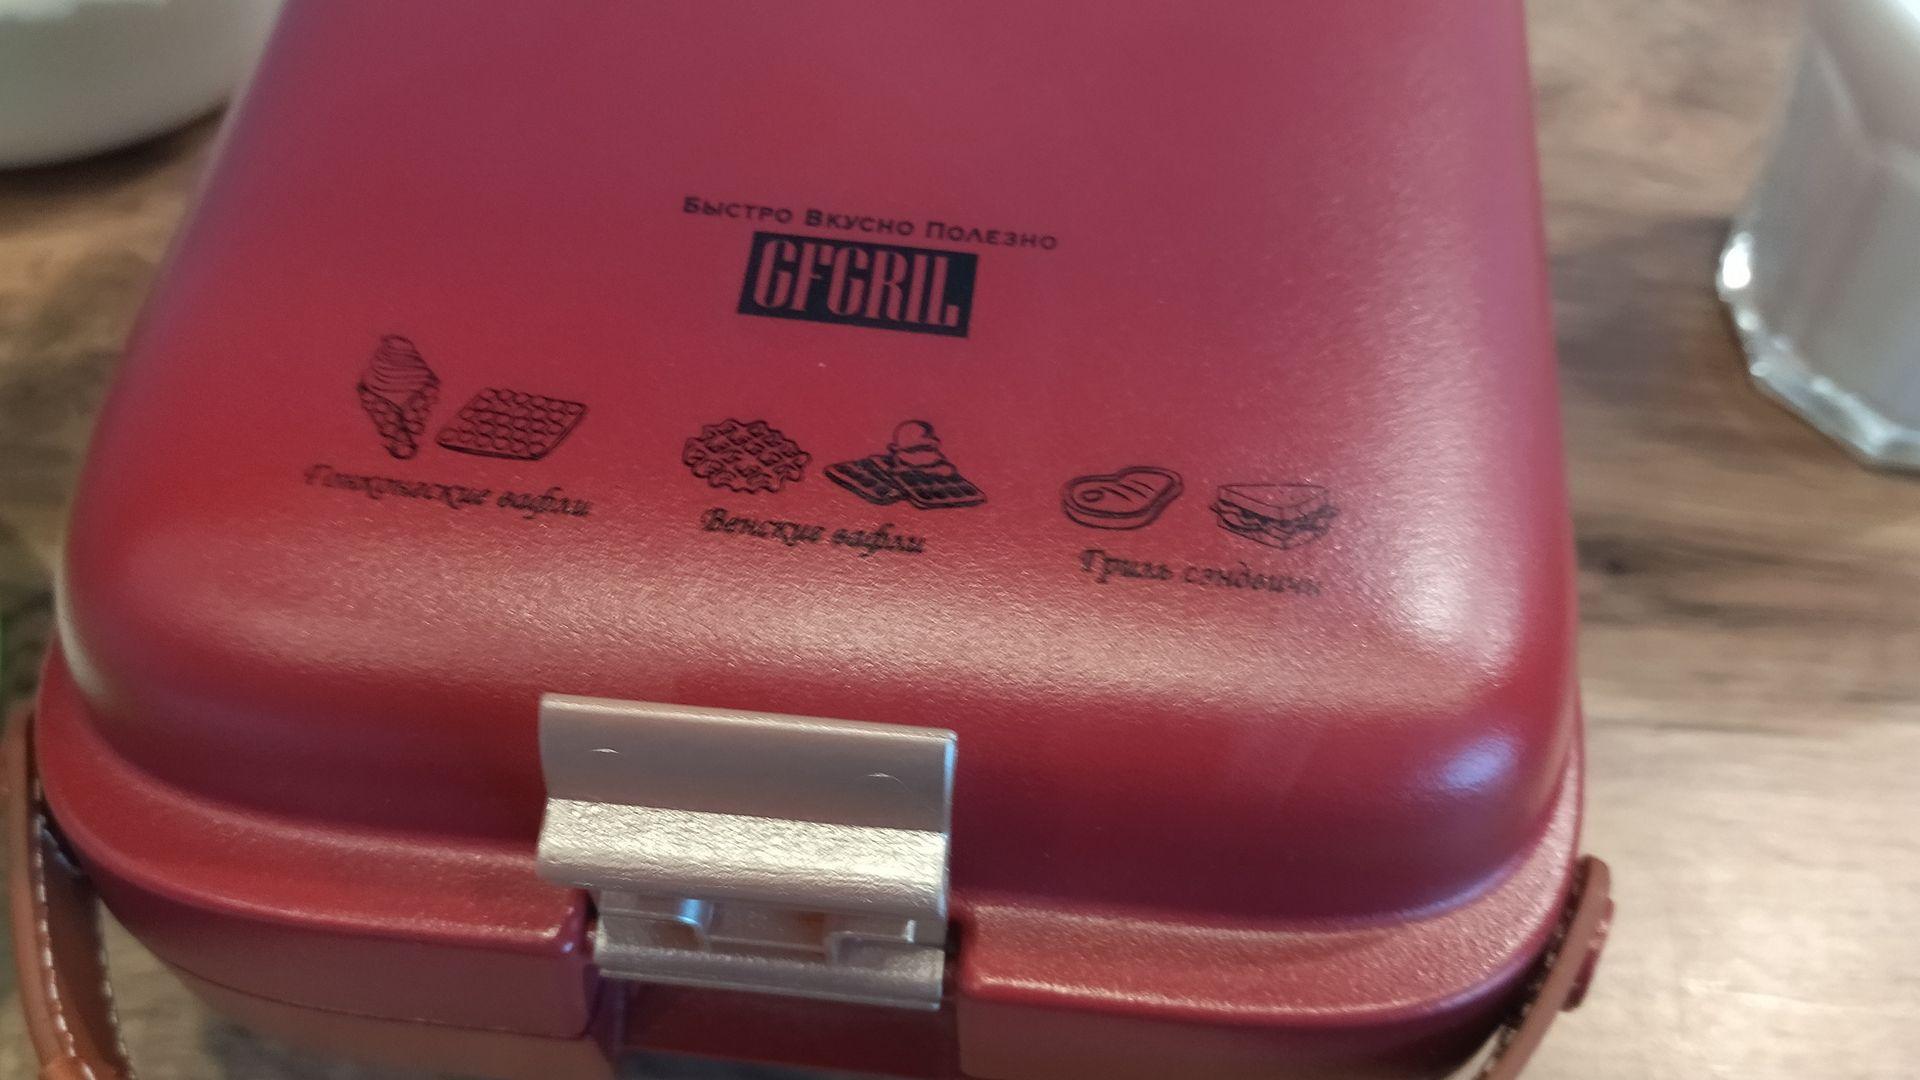 Быстро Вкусно Полезно
GFGRIL
Гонконгские вафли
Венские вафли
Гриль сэндвичи